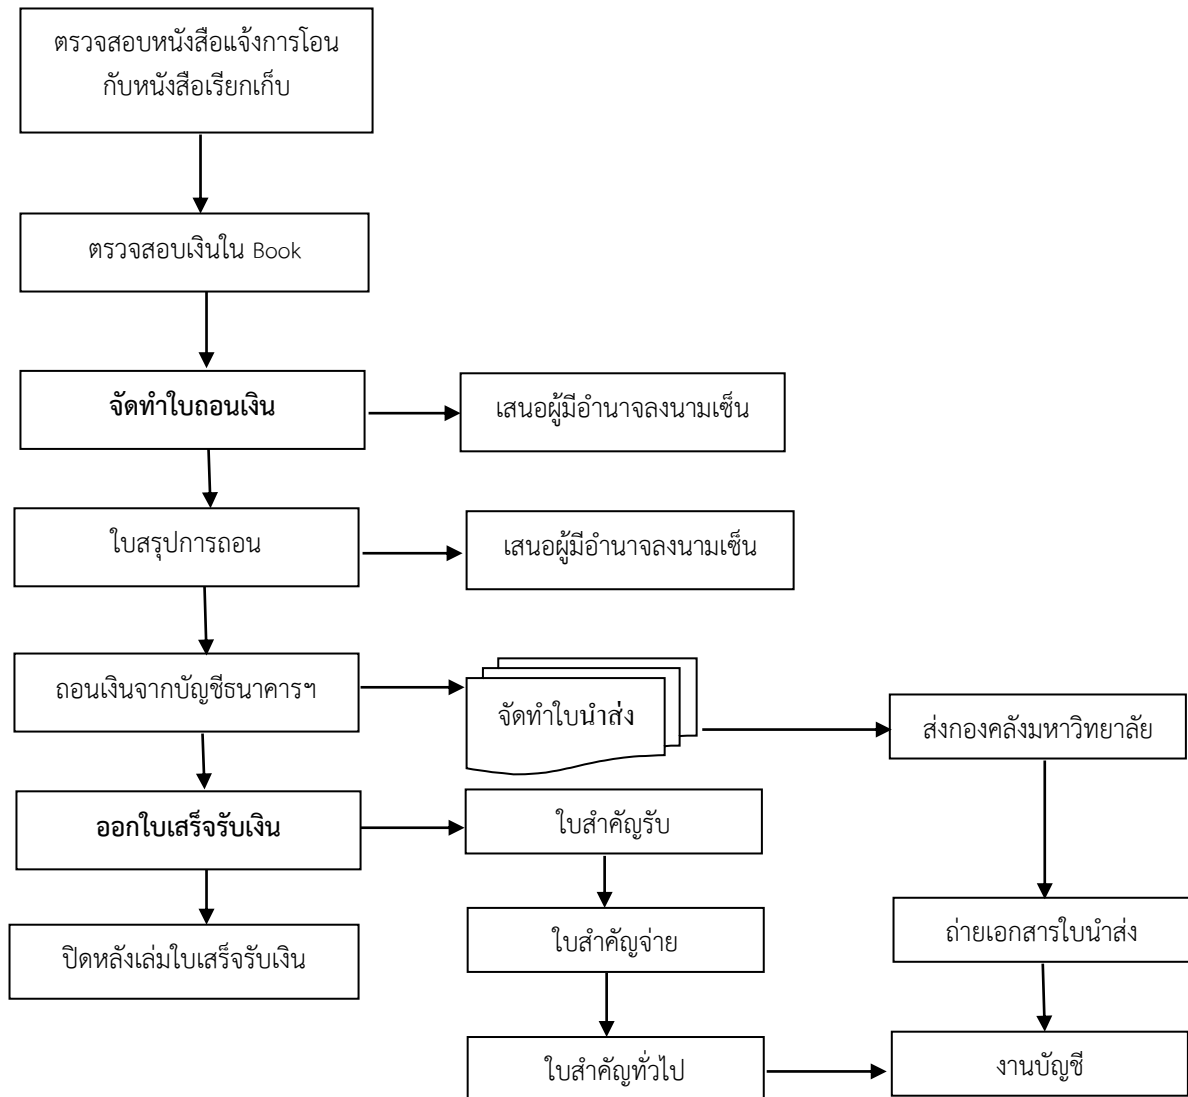 ตรวจสอบหนังสือแจ้งการโอน
กับหนังสือเรียกเก็บ
ตรวจสอบเงินใน Book
จัดทำใบถอนเงิน
เสนอผู้มีอำนาจลงนามเซ็น
ใบสรุปการถอน
เสนอผู้มีอำนาจลงนามเซ็น
ถอนเงินจากบัญชีธนาคารฯ
จัดทำใบนำส่ง
ส่งกองคลังมหาวิทยาลัย
ออกใบเสร็จรับเงิน
ใบสำคัญรับ
ปิดหลังเล่มใบเสร็จรับเงิน
ใบสำคัญจ่าย
ถ่ายเอกสารใบนำส่ง
ใบสำคัญทั่วไป
งานบัญชี